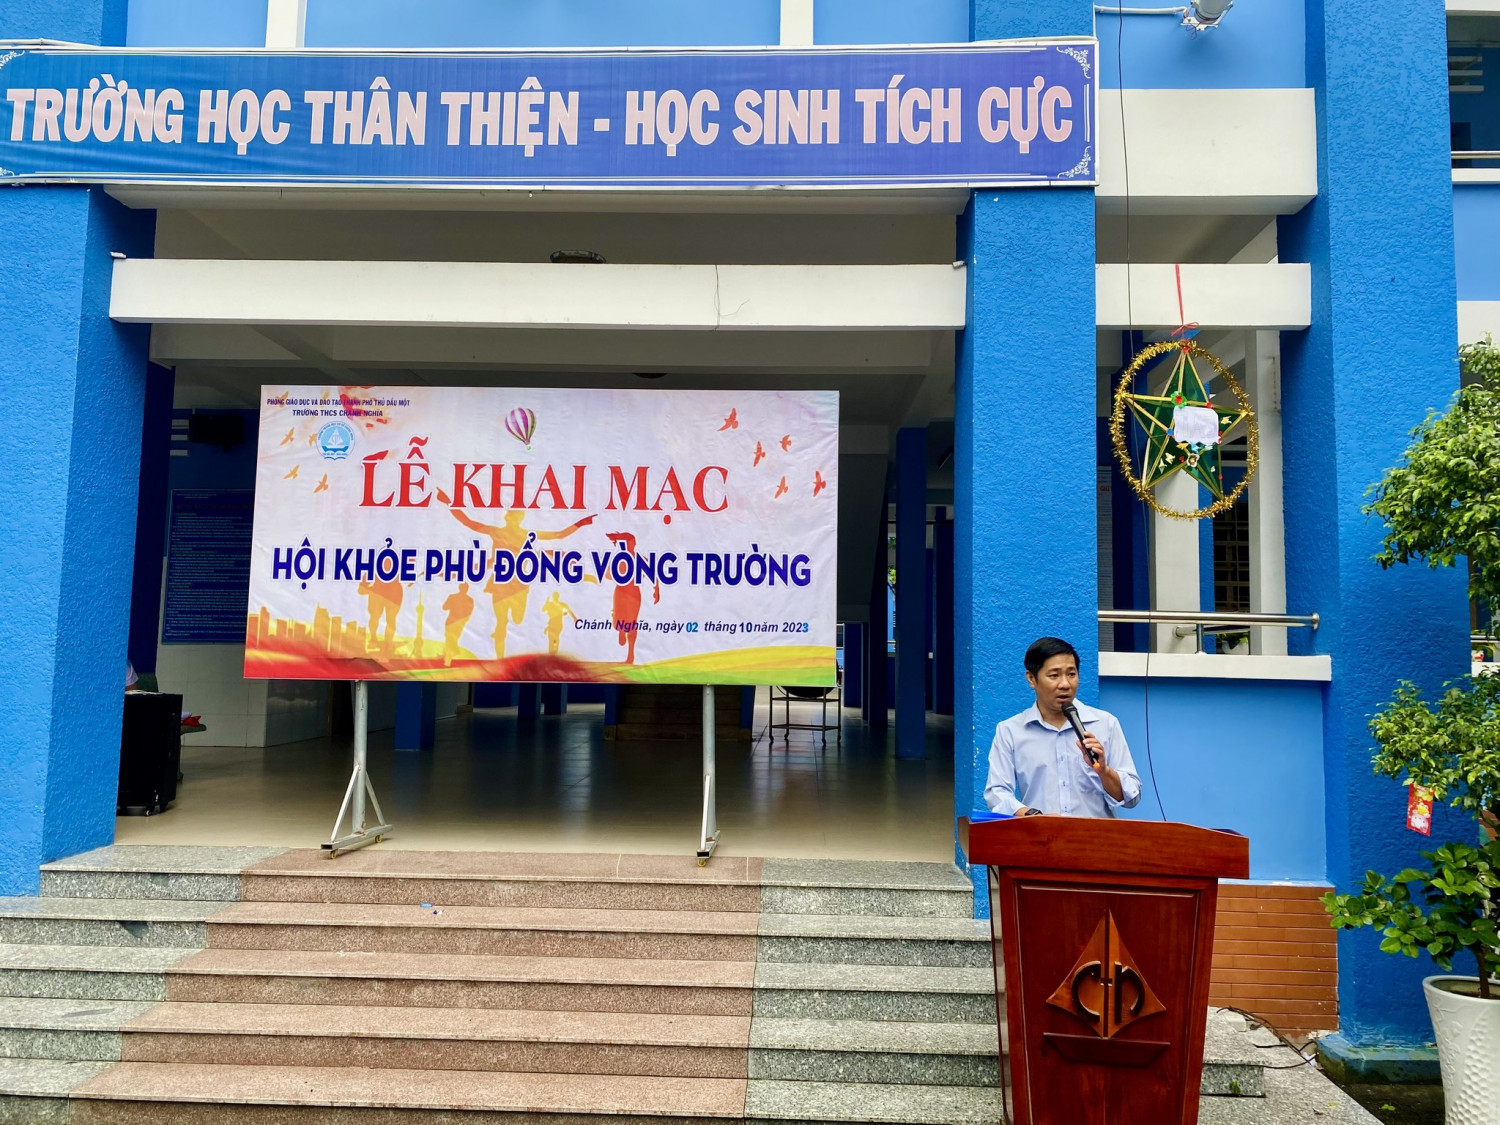 TRƯỜNG HỌC THÂN THIỆN - HỌC SINH TÍCH CỰC
PHÒNG GIÁO DỤC VÀ ĐÀO TẠO THÀNH PHỐ THỦ DẦU MỘT
TRƯỜNG THCS CHÁNH NGHĨA
LỄ KHAI MẠC
HỘI KHỎE PHÙ ĐỔNG VÒNG TRƯỜNG
Chánh Nghĩa, ngày 02 tháng 10 năm 2023
cn